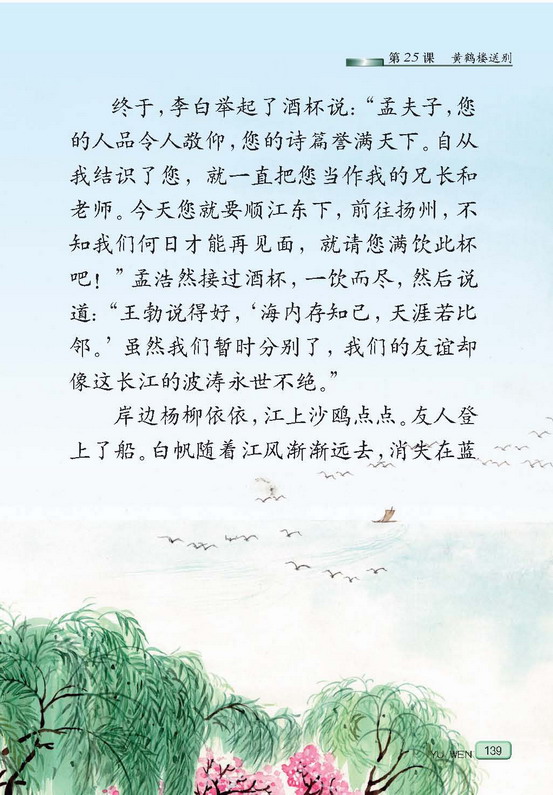 第25课 黄鹤楼送别
终于,李白举起了酒杯说:“孟夫子,您
的人品令人敬仰,您的诗篇誉满天下。自从
我结识了您,就一直把您当作我的兄长和
老师。今天您就要顺江东下,前往扬州,不
知我们何日才能再见面,就请您满饮此杯
吧!”孟浩然接过酒杯,一饮而尽,然后说
道:“王勃说得好,‘海内存知己,天涯若比
邻。’虽然我们暂时分别了,我们的友谊却
像这长江的波涛永世不绝。”
岸边杨柳依依,江上沙鸥点点。友人登
上了船。白帆随着江风渐渐远去,消失在蓝
YU WEN 139